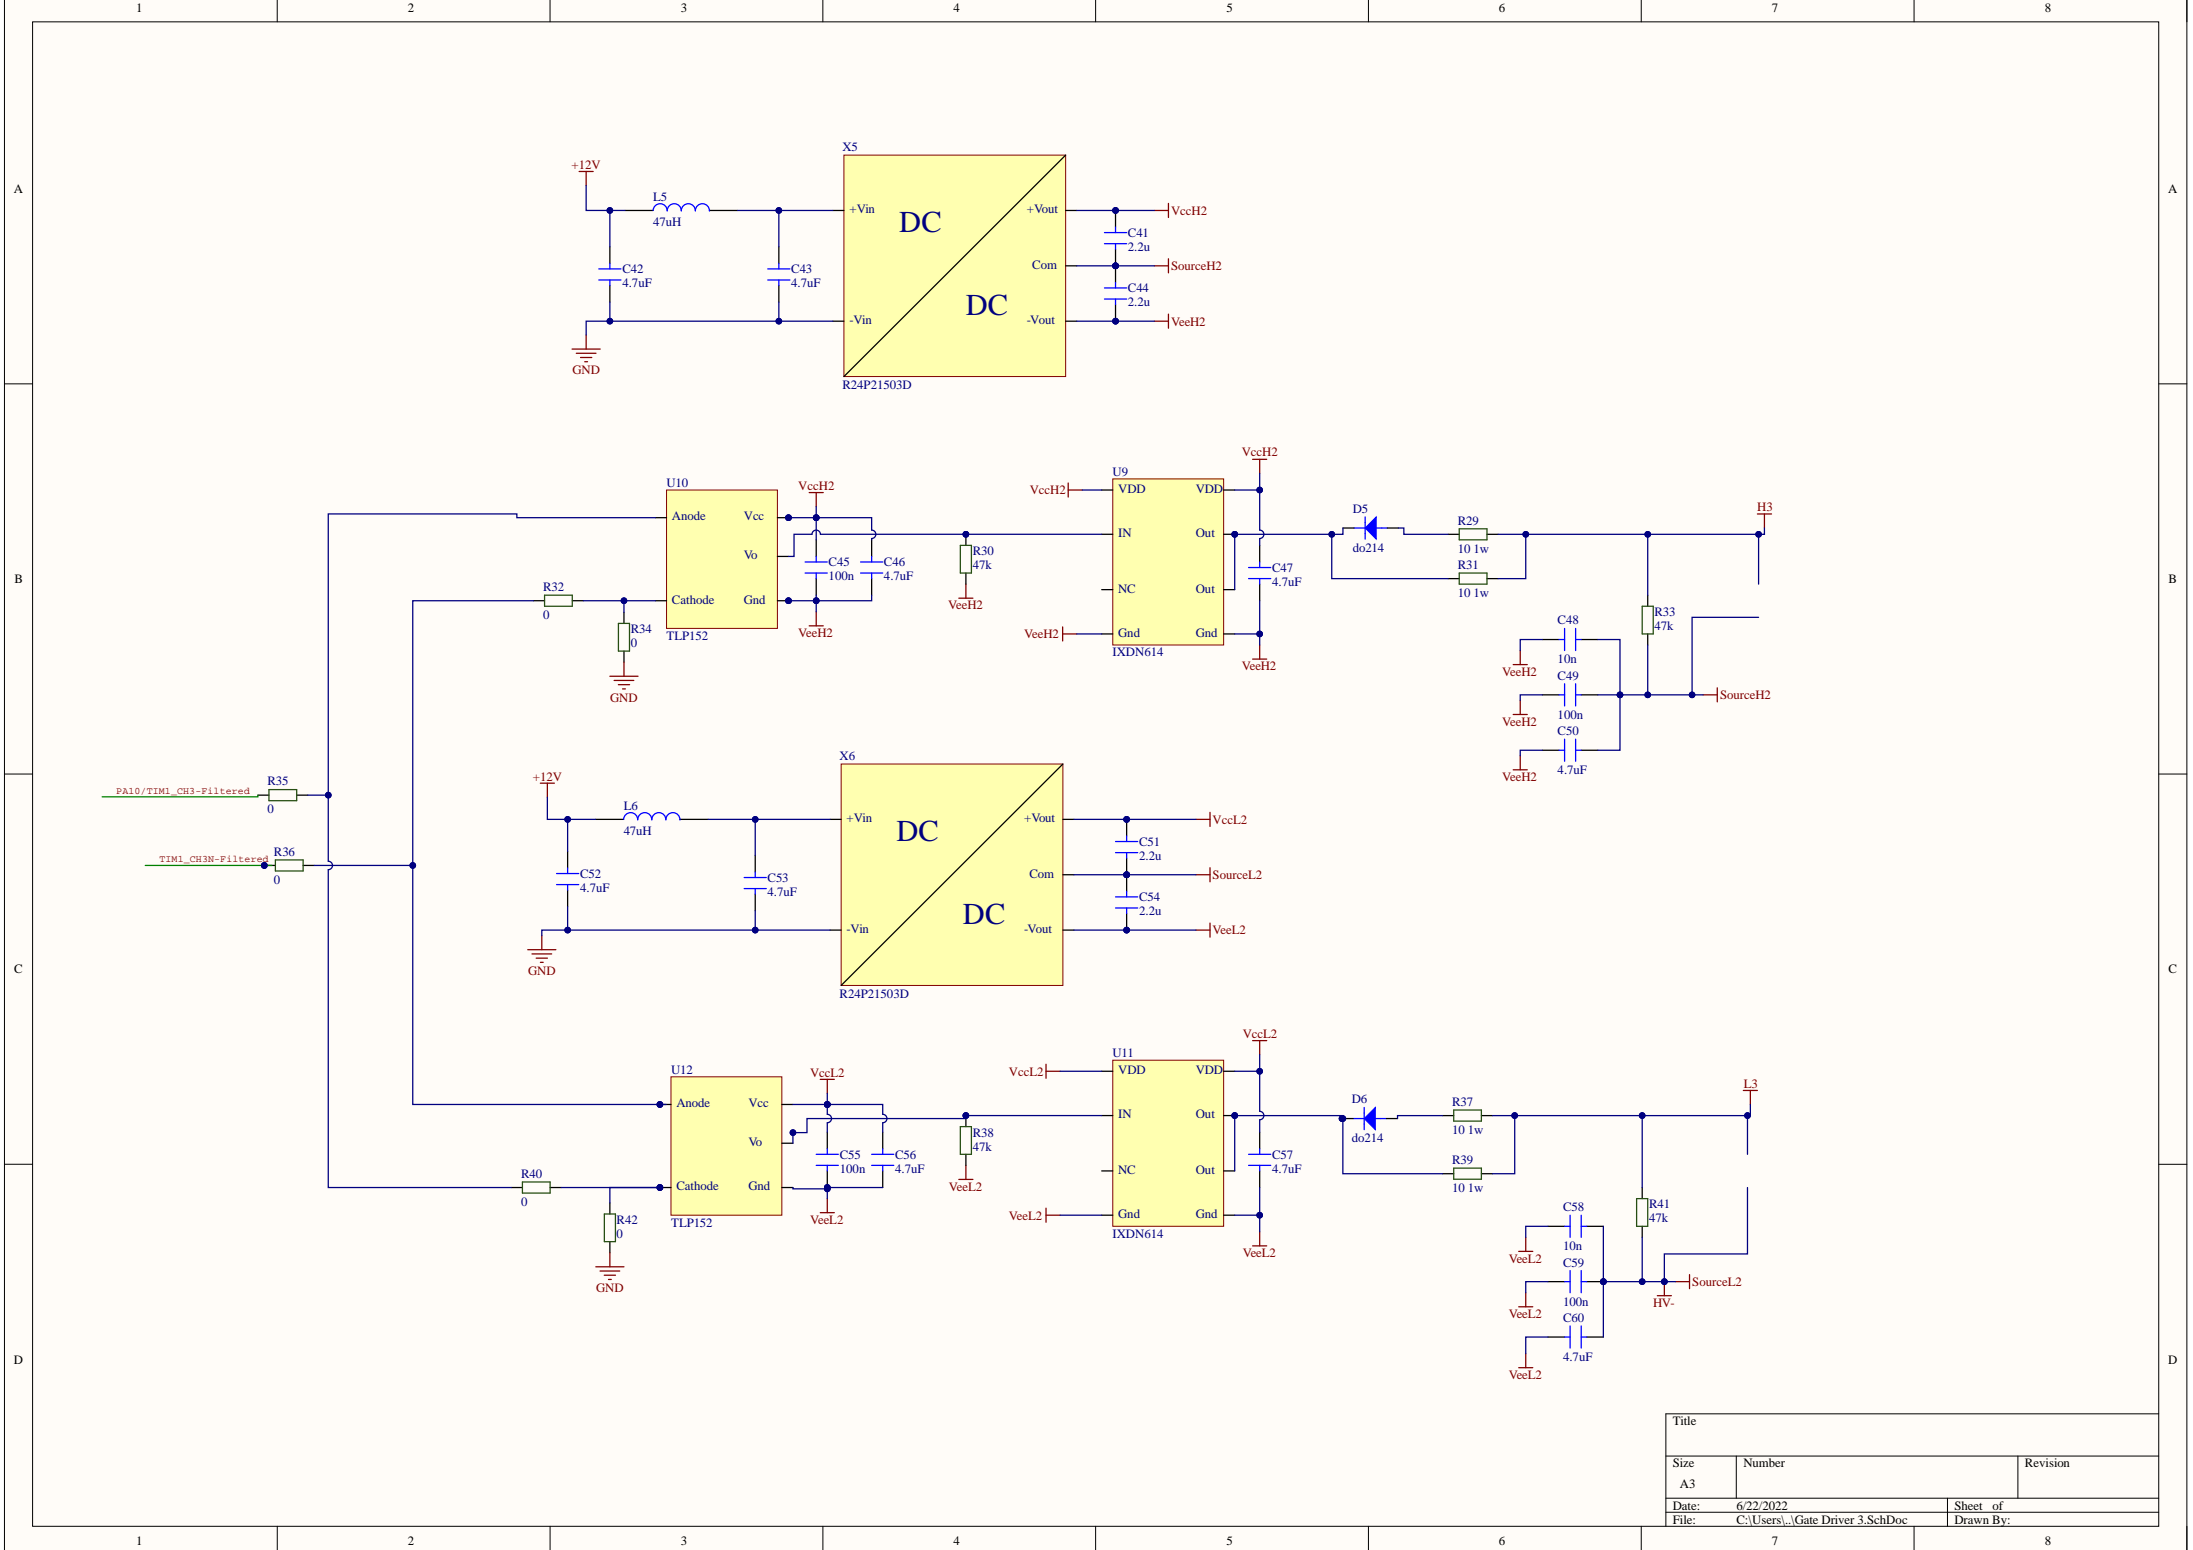 1 2 3 4 5 6 7 8
A A
X5
+12V
L5
47uH
+Vin
DC
+Vout
VccH2
C41
2.2u
C42
4.7uF
C43
4.7uF
Com
SourceH2
DC
C44
2.2u
-Vin
-Vout
VeeH2
GND
R24P21503D
B B
U10
VccH2
Anode
Vcc
Vo
C45
100n
C46
4.7uF
R30
47k
VeeH2
R32
0
Cathode
Gnd
VeeH2
R34
0
TLP152
GND
U9
VccH2
VccH2
VDD
VDD
IN
Out
NC
Out
C47
4.7uF
VeeH2
Gnd
Gnd
IXDN614
VeeH2
D5
do214
R29
10 1w
R31
10 1w
H3
R33
47k
C48
10n
VeeH2
C49
100n
VeeH2
SourceH2
C50
4.7uF
VeeH2
C C
PA10/TIM1_CH3-Filtered
R35
0
TIM1_CH3N-Filtered
R36
0
X6
+12V
L6
47uH
+Vin
DC
+Vout
VccL2
C51
2.2u
C52
4.7uF
C53
4.7uF
Com
SourceL2
DC
C54
2.2u
-Vin
-Vout
VeeL2
GND
R24P21503D
U12
VccL2
Anode
Vcc
Vo
C55
100n
C56
4.7uF
R38
47k
VeeL2
R40
0
Cathode
Gnd
VeeL2
R42
0
TLP152
GND
U11
VccL2
VccL2
VDD
VDD
IN
Out
NC
Out
C57
4.7uF
VeeL2
Gnd
Gnd
IXDN614
VeeL2
D6
do214
R37
10 1w
R39
10 1w
L3
R41
47k
C58
10n
VeeL2
C59
100n
VeeL2
SourceL2
HV-
C60
4.7uF
VeeL2
D D
Title
Size
A3
Number
Revision
Date: 6/22/2022 Sheet of
File: C:\Users\..\Gate Driver 3.SchDoc Drawn By:
1 2 3 4 5 6 7 8